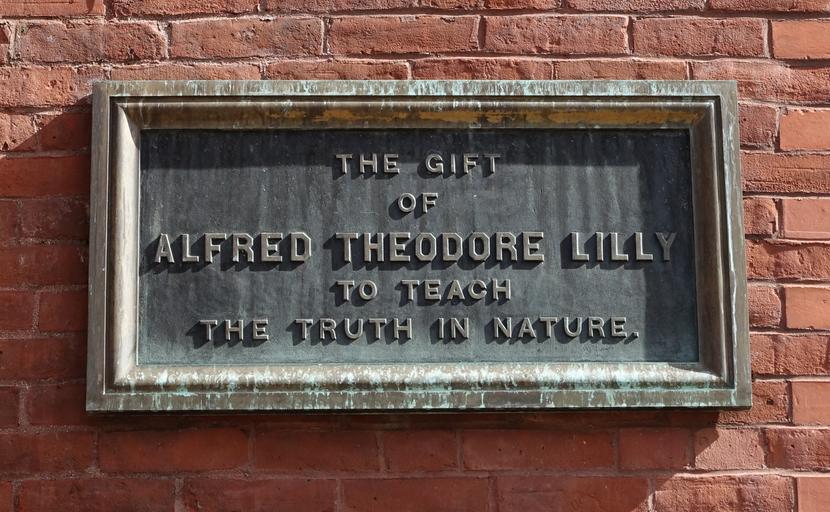 THE GIFT
OF
ALFRED THEODORE LILLY
TO TEACH
THE TRUTH IN NATURE.